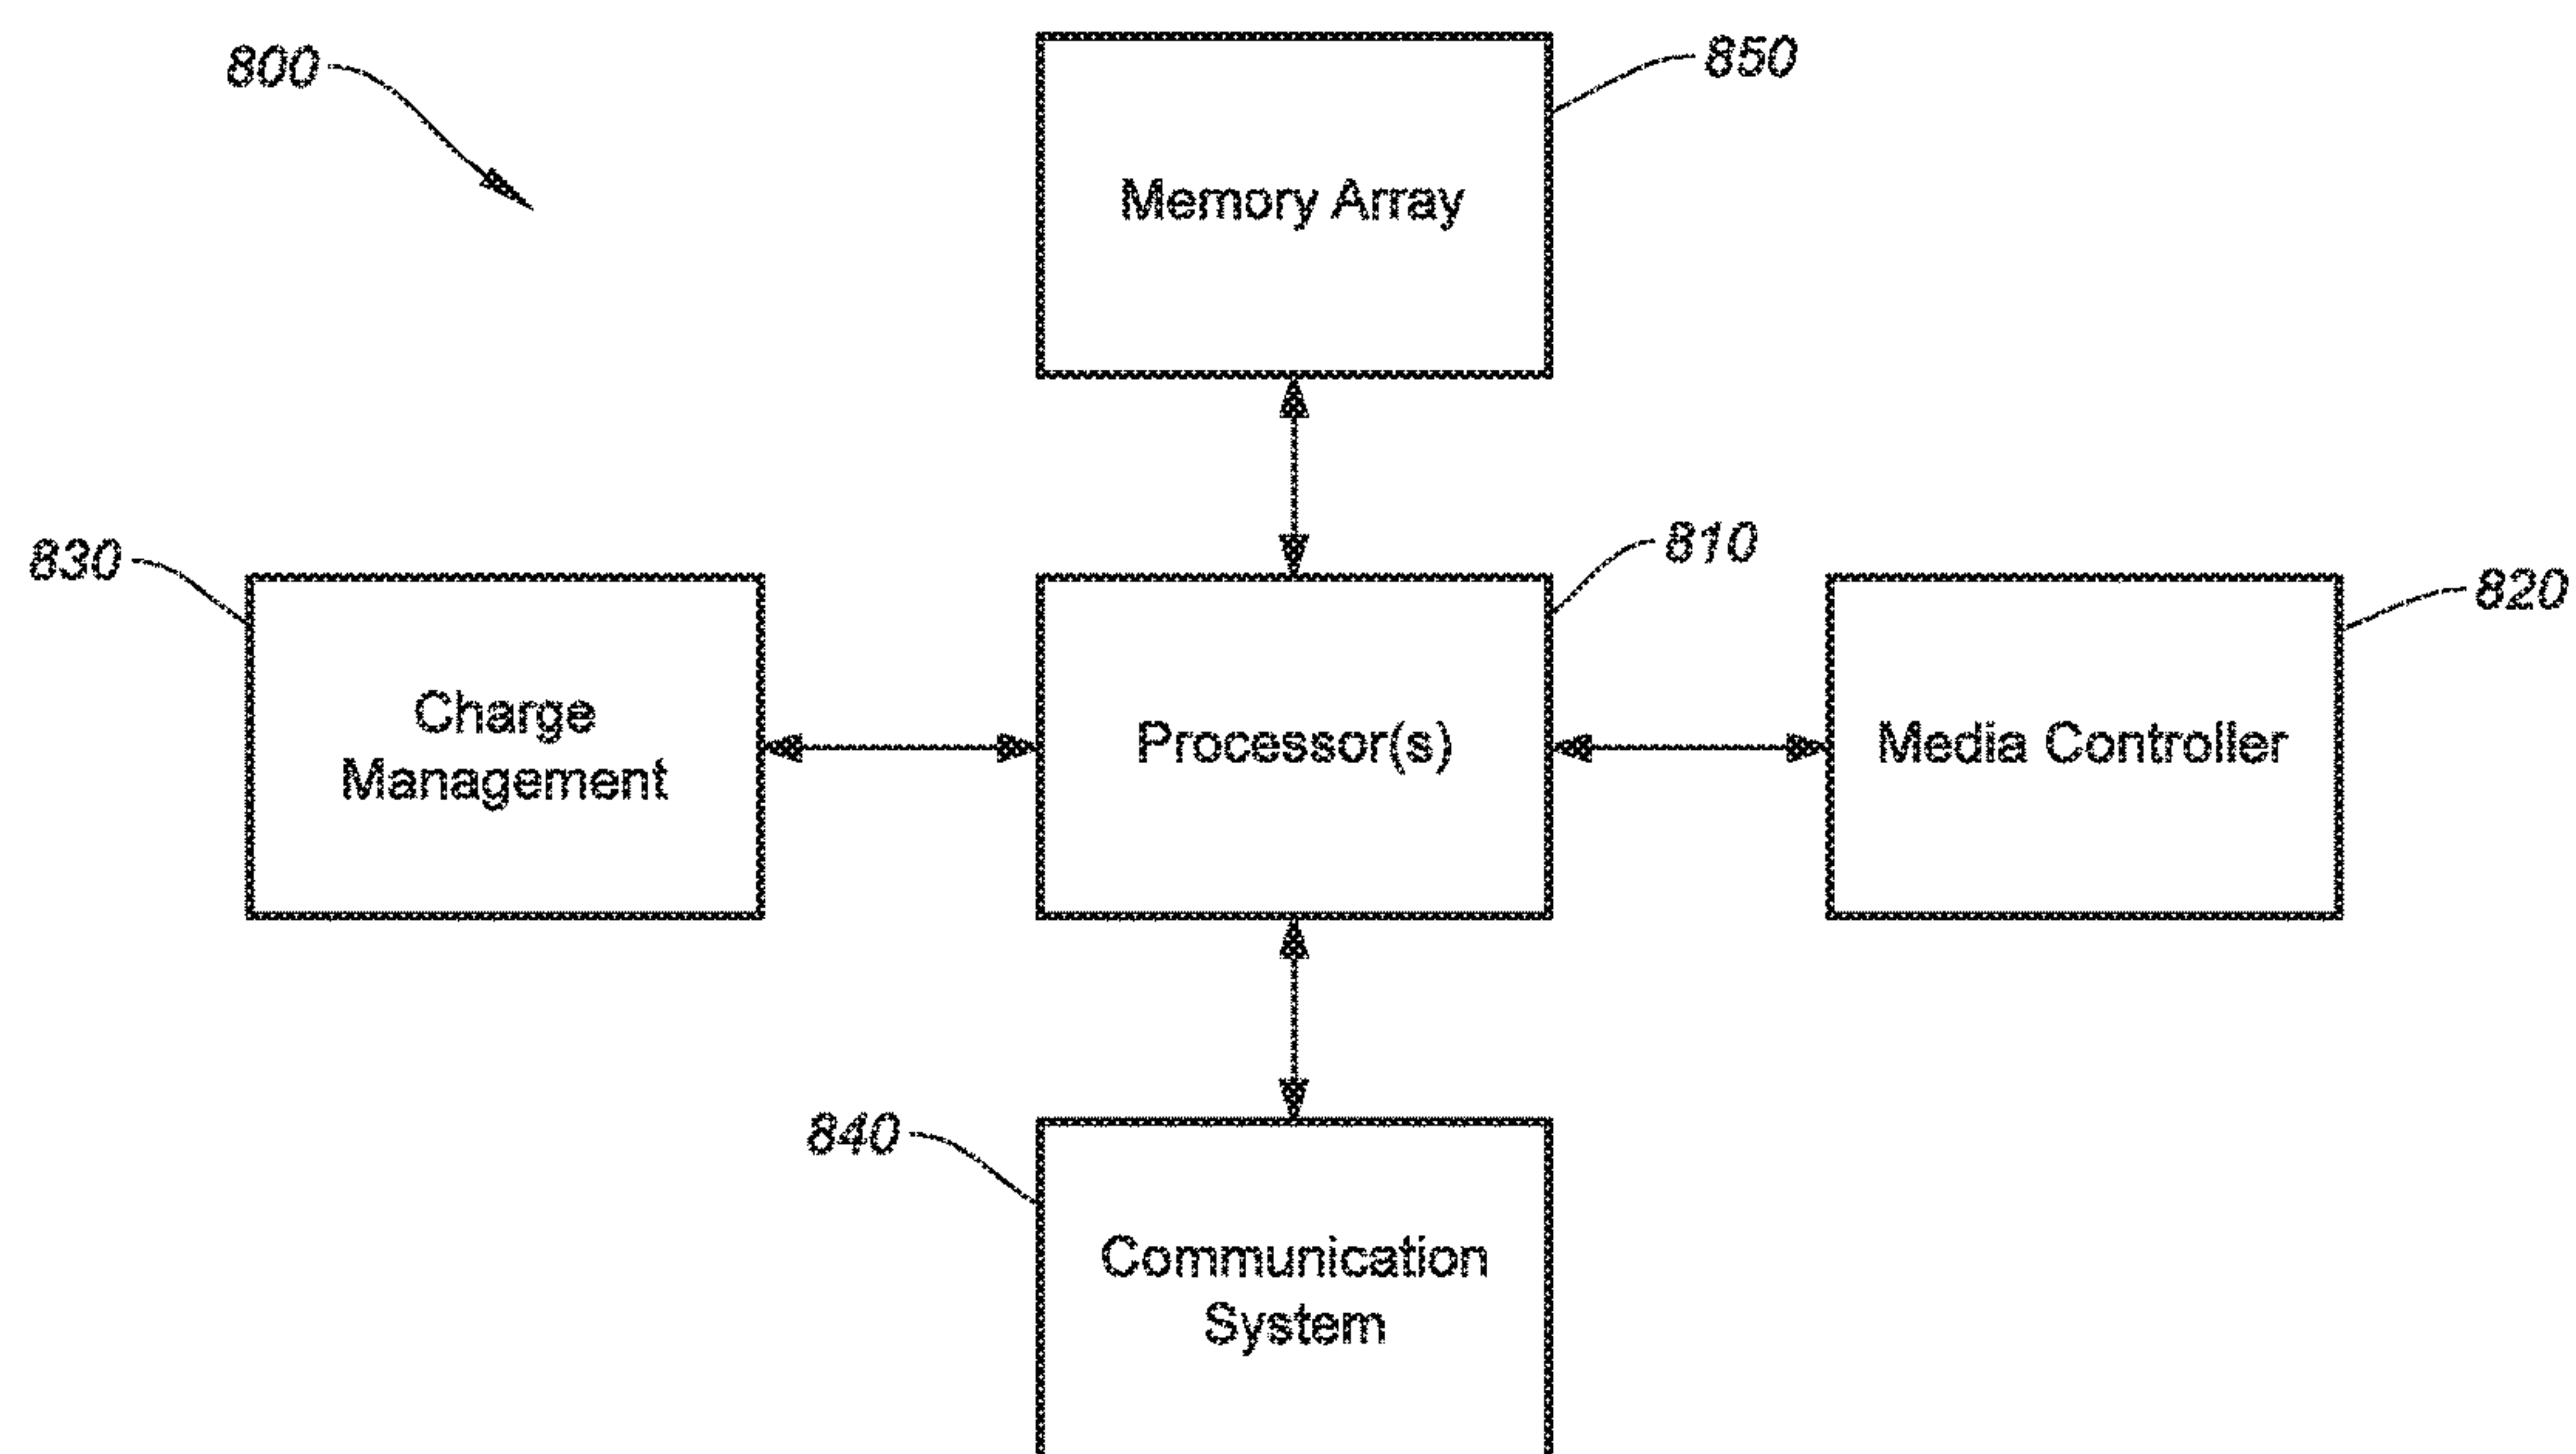 800
850
Memory Array
830
810
820
Charge
Management
Processor(s)
Media Controller
840
Communication
System